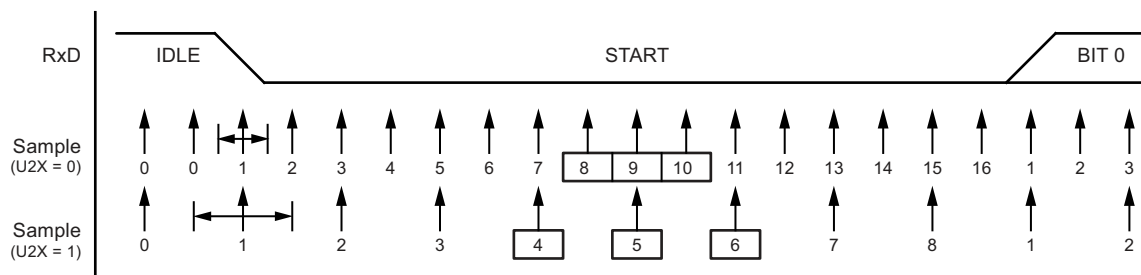 RxD IDLE START BIT 0
Sample
(U2X = 0)
0 0 1 2 3 4 5 6 7 8 9 10 11 12 13 14 15 16 1 2 3
Sample
(U2X = 1)
0 1 2 3 4 5 6 7 8 1 2